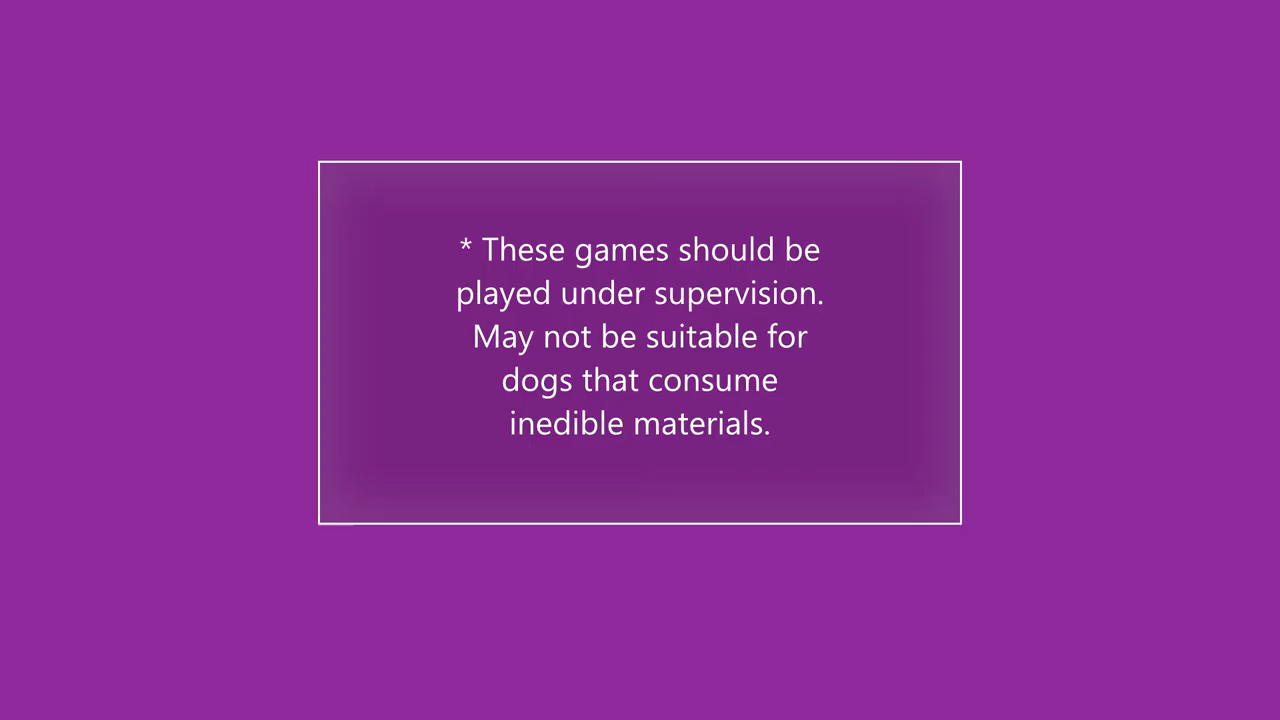 * These games should be
played under supervision.
May not be suitable for
dogs that consume
inedible materials.